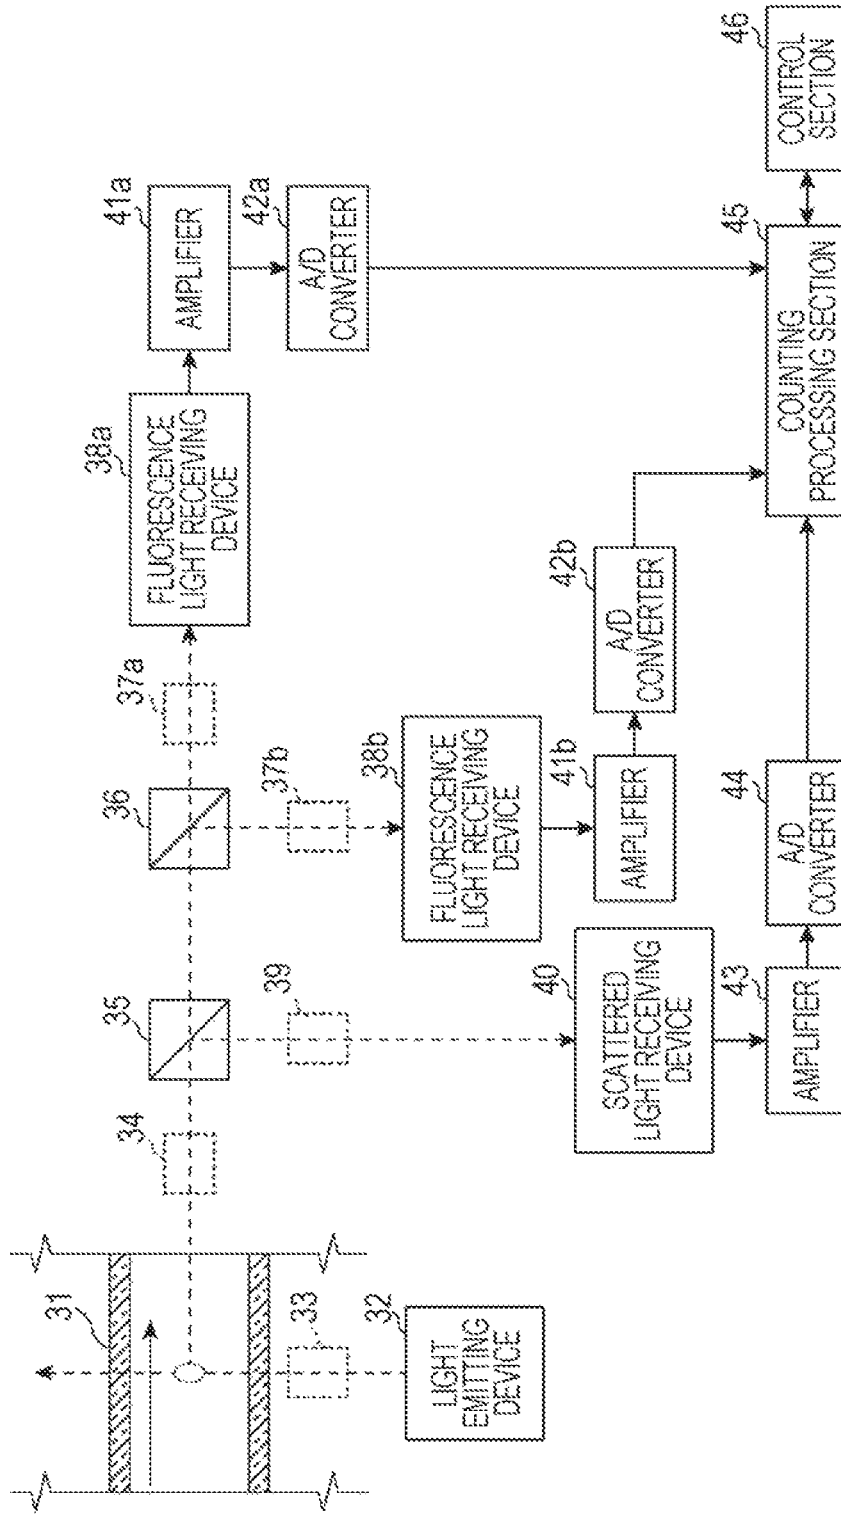 31
32
LIGHT
EMITTING
DEVICE
33
34
35
36
37a
38a
FLUORESCENCE
LIGHT RECEIVING
DEVICE
41a
AMPLIFIER
42a
A/D
CONVERTER
37b
38b
FLUORESCENCE
LIGHT RECEIVING
DEVICE
41b
AMPLIFIER
42b
A/D
CONVERTER
39
40
SCATTERED
LIGHT RECEIVING
DEVICE
43
AMPLIFIER
44
A/D
CONVERTER
45
COUNTING
PROCESSING SECTION
46
CONTROL
SECTION